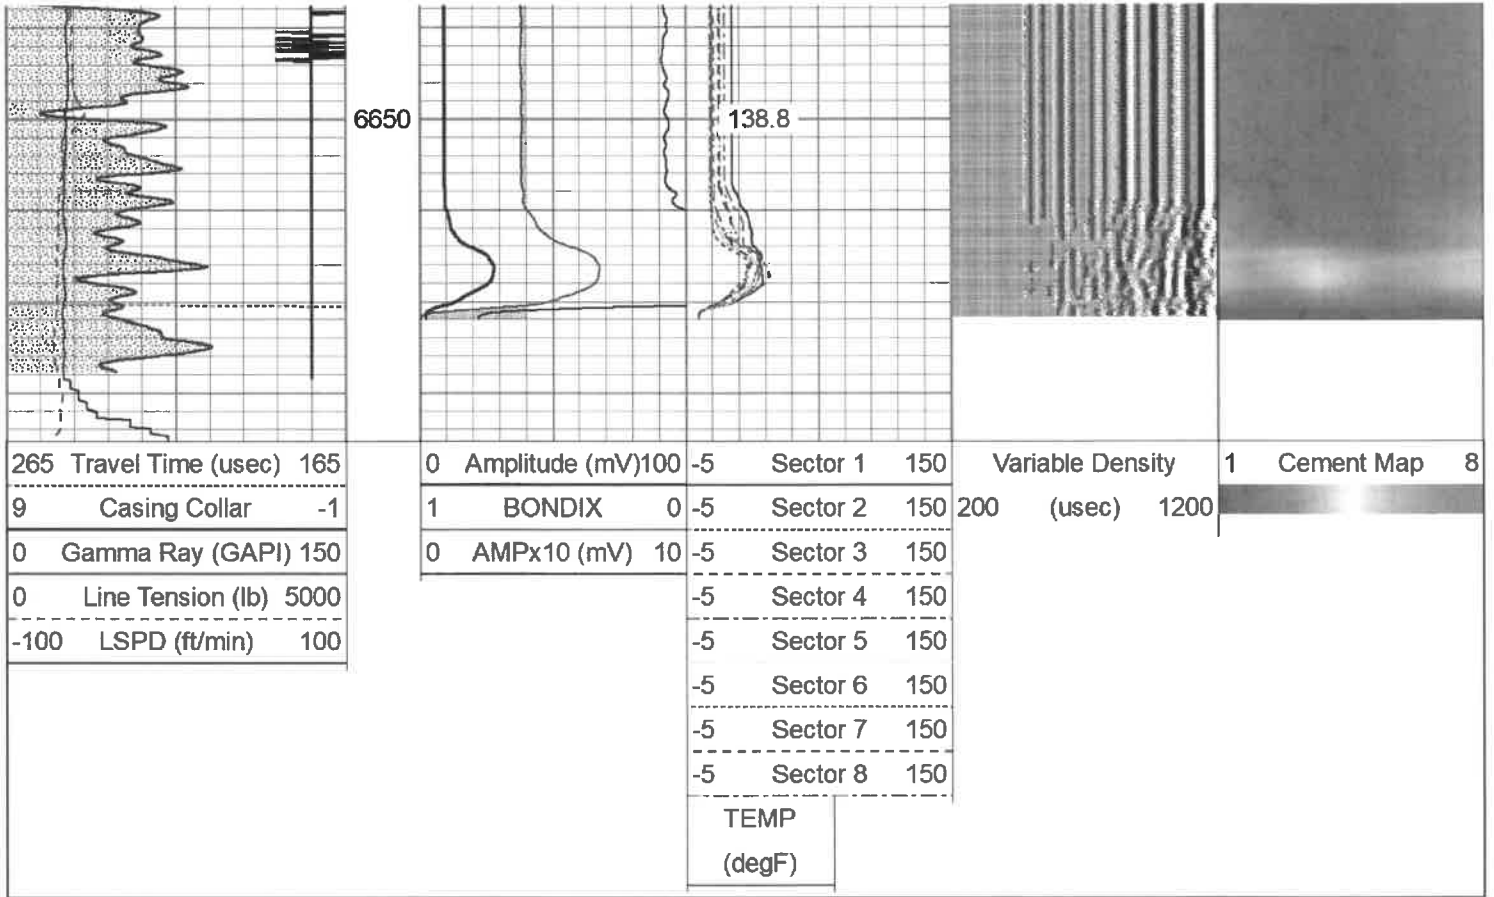 6650
138.8
265 Travel Time (usec) 165
9 Casing Collar -1
0 Gamma Ray (GAPI) 150
0 Line Tension (lb) 5000
-100 LSPD (ft/min) 100
0 Amplitude (mV)100
1 BONDIX 0
0 AMPx10 (mV) 10
-5 Sector 1 150
-5 Sector 2 150
-5 Sector 3 150
-5 Sector 4 150
-5 Sector 5 150
-5 Sector 6 150
-5 Sector 7 150
-5 Sector 8 150
TEMP
(degF)
Variable Density
200 (usec) 1200
1 Cement Map 8